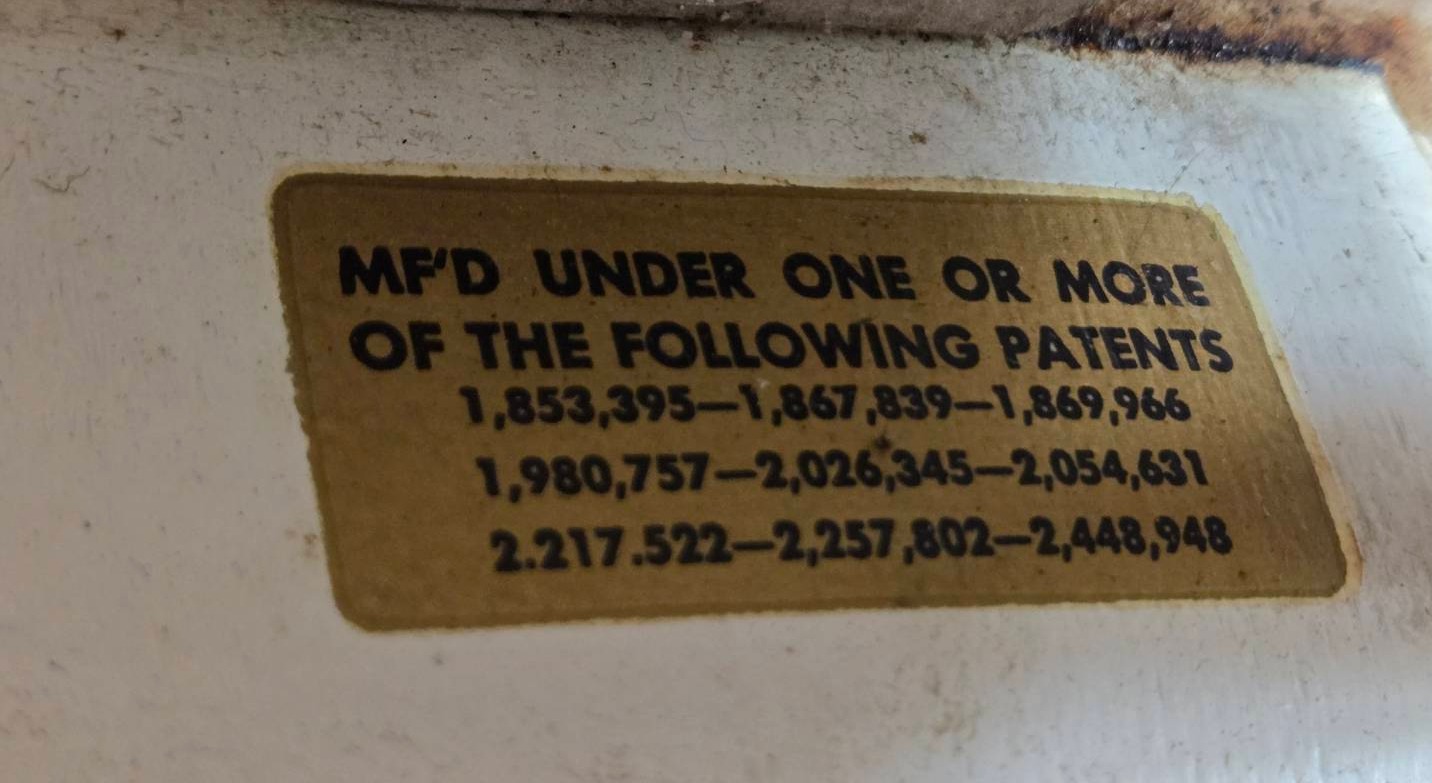 MF'D UNDER ONE OR MORE
OF THE FOLLOWING PATENTS
1,853,395—1,867,839—1,869,966
1,980,757—2,026,345—2,054,631
2.217.522—2,257,802—2,448,948